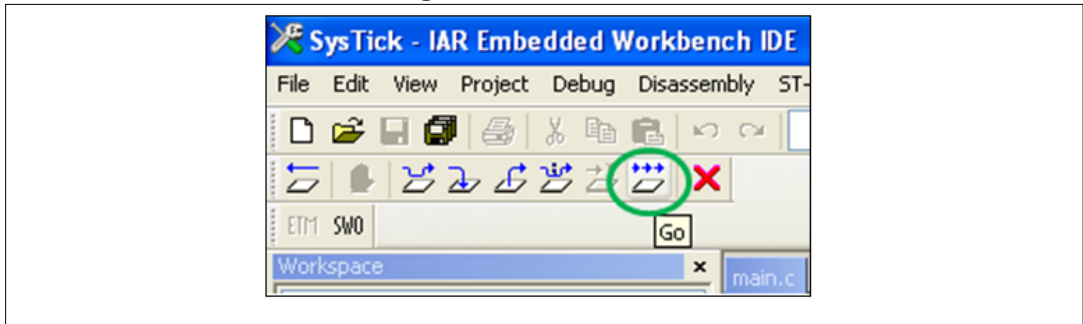 SysTick - IAR Embedded Workbench IDE
File Edit View Project Debug Disassembly ST-
ETM SWO
Go
Workspace
main.c